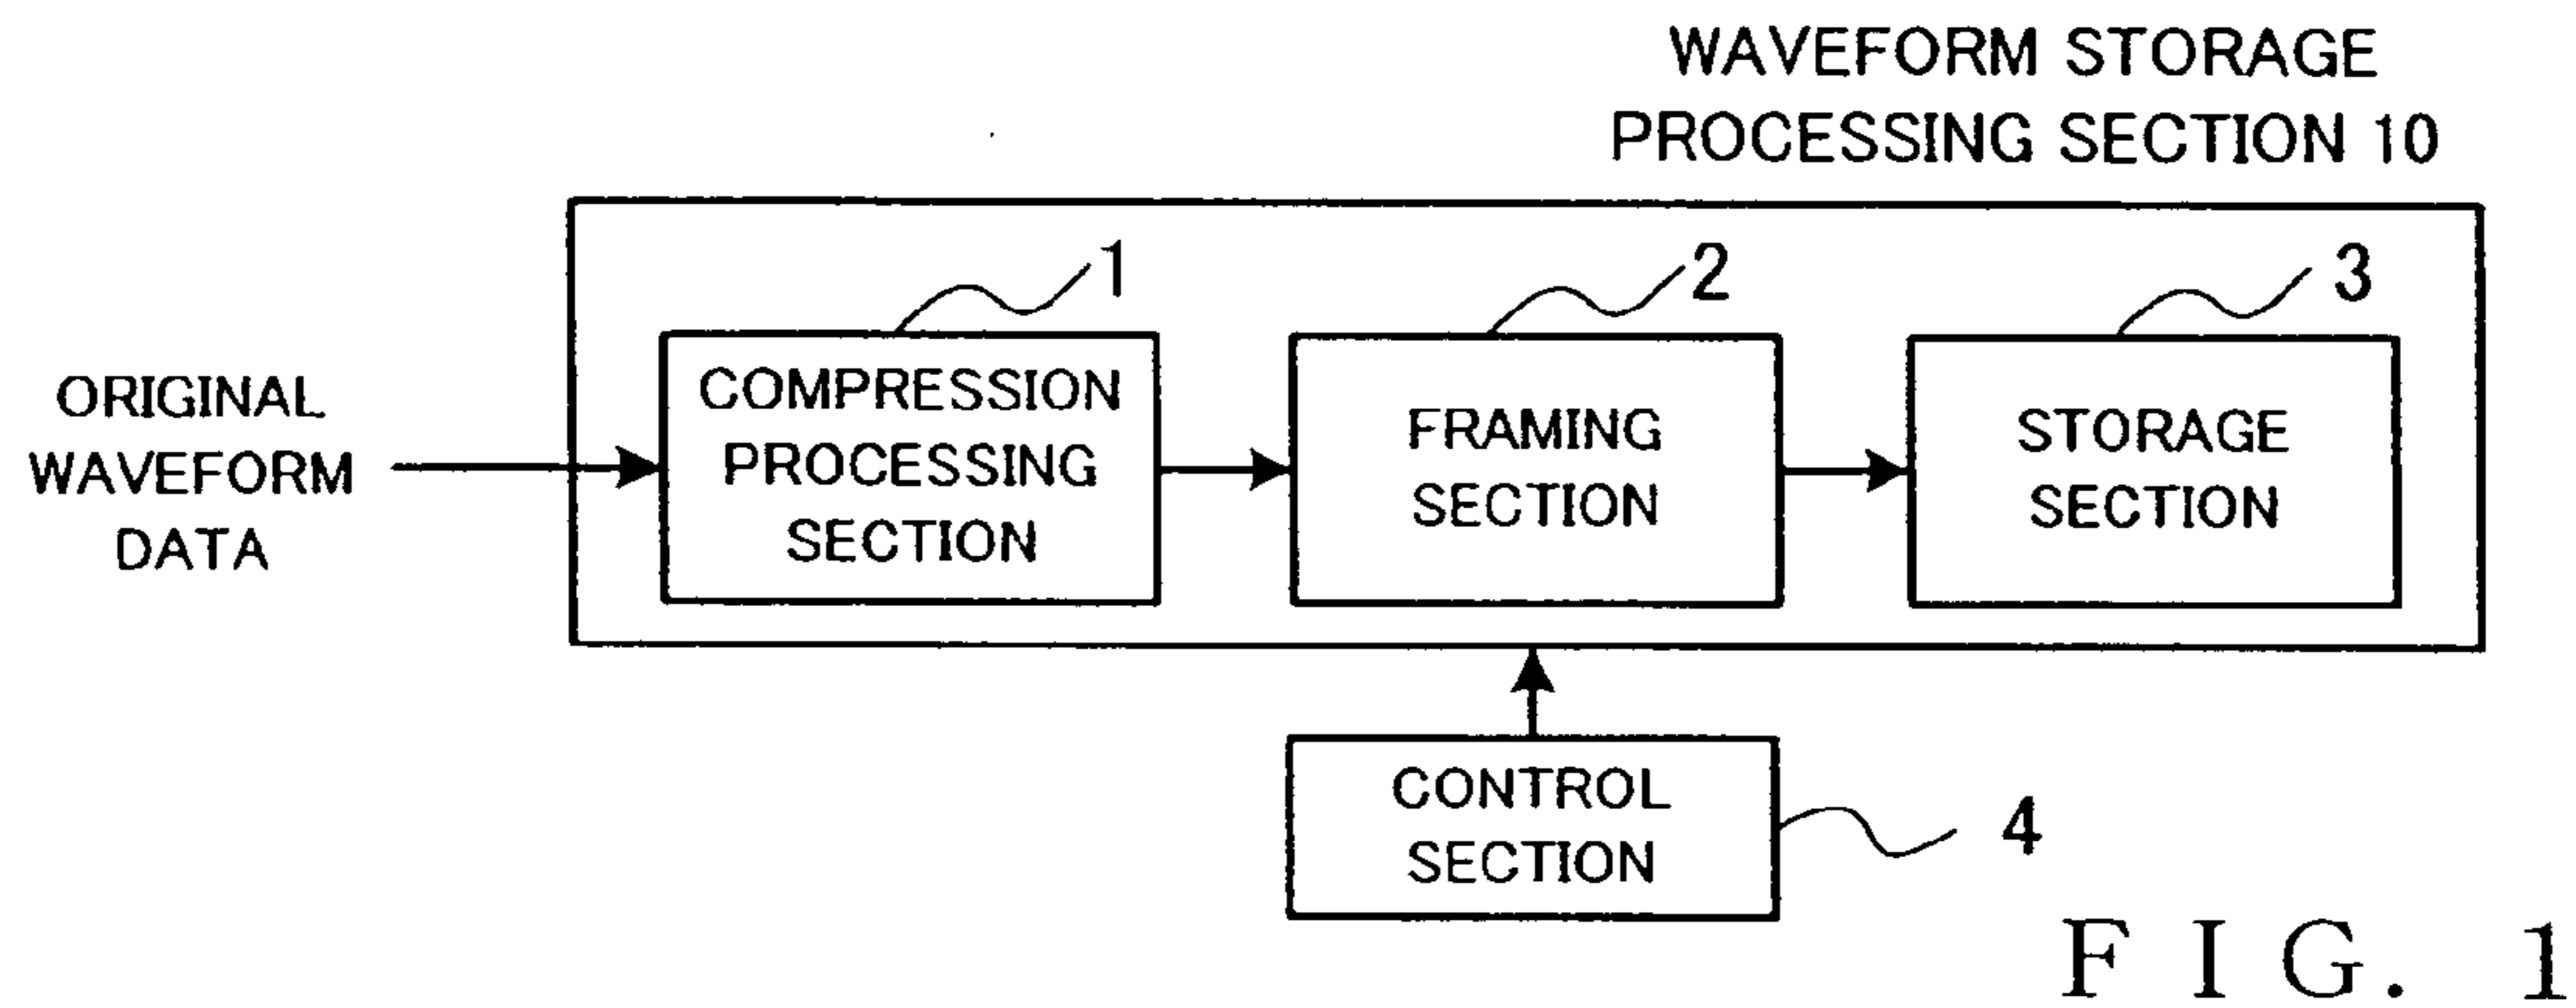 WAVEFORM STORAGE
PROCESSING SECTION 10
1
2
3
ORIGINAL
WAVEFORM
DATA
COMPRESSION
PROCESSING
SECTION
FRAMING
SECTION
STORAGE
SECTION
CONTROL
SECTION
4
FIG. 1